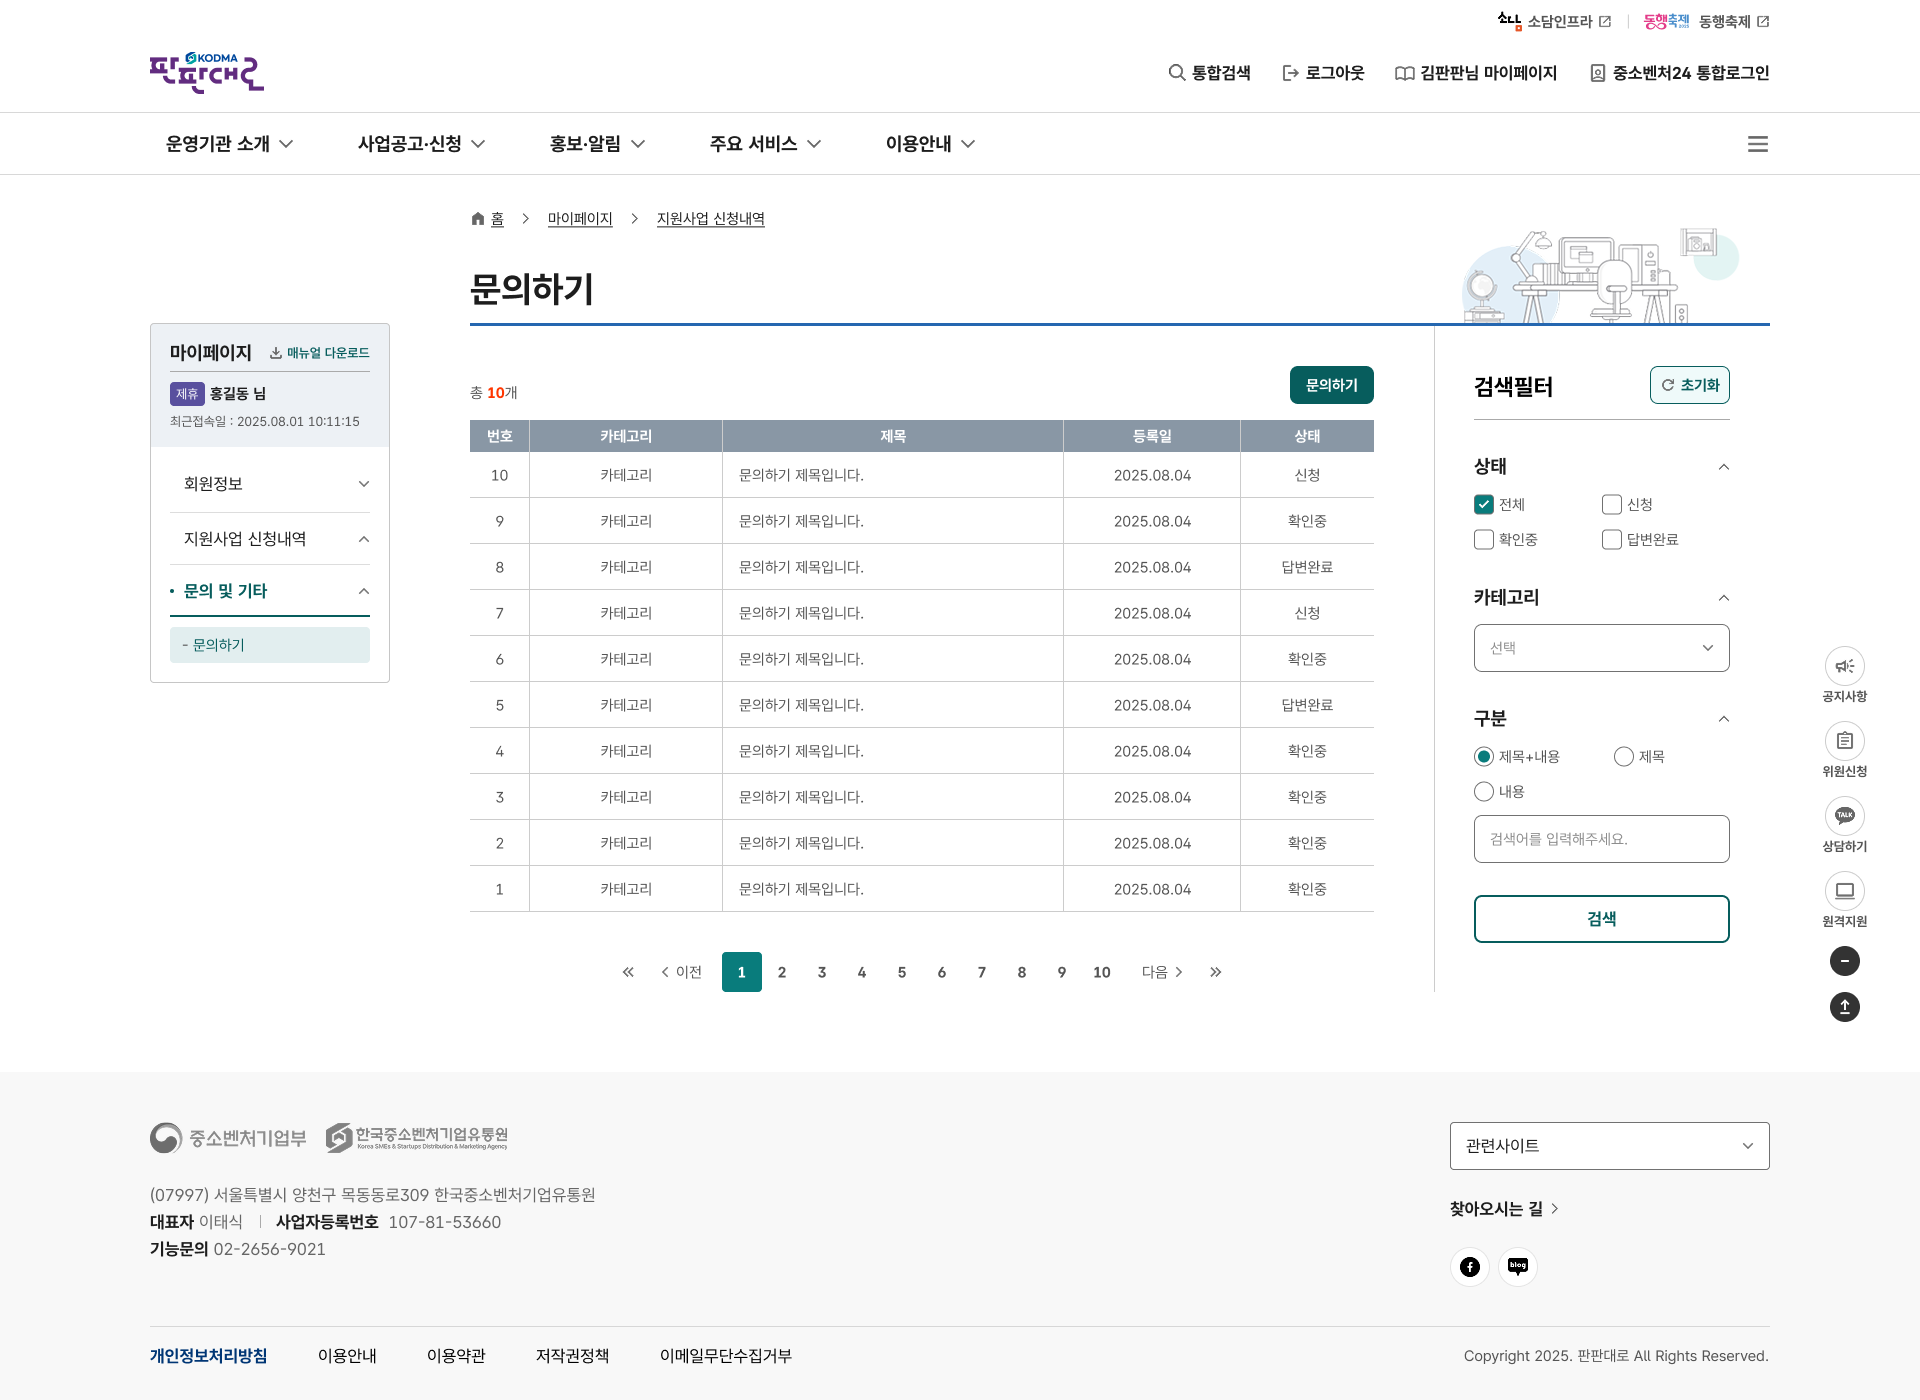 소담 소담인프라
동행축제 2025 동행축제
KODMA
판판대로
통합검색
로그아웃
김판판님 마이페이지
중소벤처24 통합로그인
운영기관 소개
사업공고·신청
홍보·알림
주요 서비스
이용안내
홈 > 마이페이지 > 지원사업 신청내역
문의하기
마이페이지 매뉴얼 다운로드
제휴 홍길동 님
최근접속일 : 2025.08.01 10:11:15
회원정보
지원사업 신청내역
문의 및 기타
- 문의하기
총 10개
문의하기
번호 카테고리 제목 등록일 상태
10 카테고리 문의하기 제목입니다. 2025.08.04 신청
9 카테고리 문의하기 제목입니다. 2025.08.04 확인중
8 카테고리 문의하기 제목입니다. 2025.08.04 답변완료
7 카테고리 문의하기 제목입니다. 2025.08.04 신청
6 카테고리 문의하기 제목입니다. 2025.08.04 확인중
5 카테고리 문의하기 제목입니다. 2025.08.04 답변완료
4 카테고리 문의하기 제목입니다. 2025.08.04 확인중
3 카테고리 문의하기 제목입니다. 2025.08.04 확인중
2 카테고리 문의하기 제목입니다. 2025.08.04 확인중
1 카테고리 문의하기 제목입니다. 2025.08.04 확인중
이전 1 2 3 4 5 6 7 8 9 10 다음
검색필터 초기화
상태
전체 신청
확인중 답변완료
카테고리
선택
구분
제목+내용 제목
내용
검색어를 입력해주세요.
검색
공지사항
위원신청
TALK
상담하기
원격지원
중소벤처기업부
한국중소벤처기업유통원
Korea SMEs & Startups Distribution & Marketing Agency
(07997) 서울특별시 양천구 목동동로309 한국중소벤처기업유통원
대표자 이태식 | 사업자등록번호 107-81-53660
기능문의 02-2656-9021
관련사이트
찾아오시는 길
blog
개인정보처리방침
이용안내
이용약관
저작권정책
이메일무단수집거부
Copyright 2025. 판판대로 All Rights Reserved.